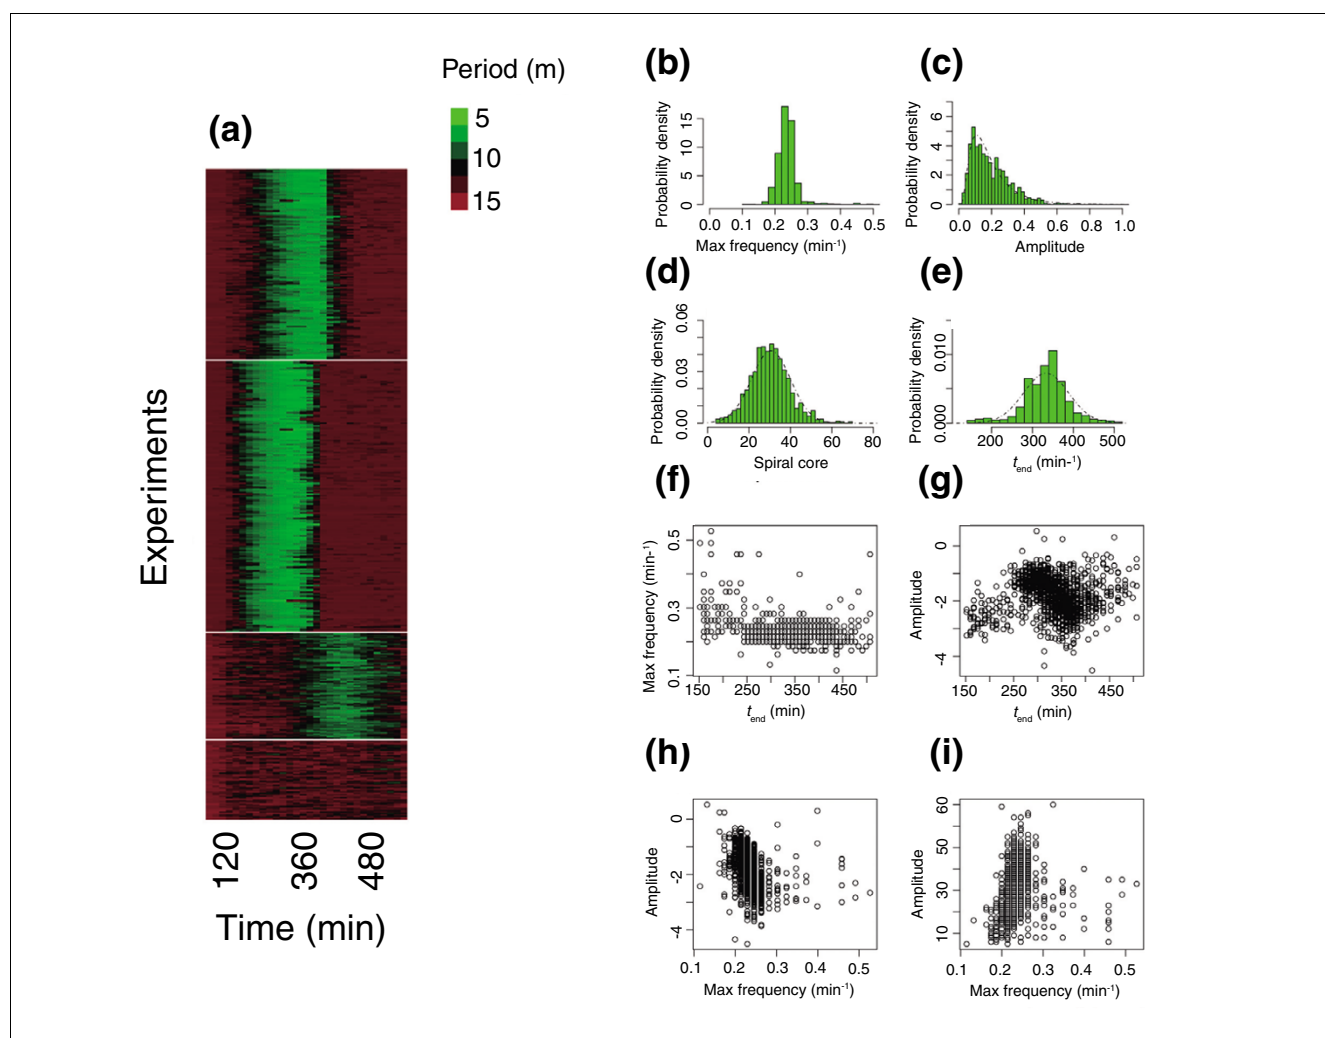 Period (m)
5
10
15
(a)
Experiments
120 360 480
Time (min)
(b)
Probability density
15
10
5
0
0.0 0.1 0.2 0.3 0.4 0.5
Max frequency (min-1)
(c)
Probability density
6
4
2
0
0.0 0.2 0.4 0.6 0.8 1.0
Amplitude
(d)
Probability density
0.06
0.03
0.00
0 20 40 60 80
Spiral core
(e)
Probability density
0.010
0.000
200 300 400 500
tend (min-1)
(f)
Max frequency (min-1)
0.5
0.3
0.1
150 250 350 450
tend (min)
(g)
Amplitude
0
-2
-4
150 250 350 450
tend (min)
(h)
Amplitude
0
-2
-4
0.1 0.2 0.3 0.4 0.5
Max frequency (min-1)
(i)
Amplitude
60
50
30
10
0.1 0.2 0.3 0.4 0.5
Max frequency (min-1)